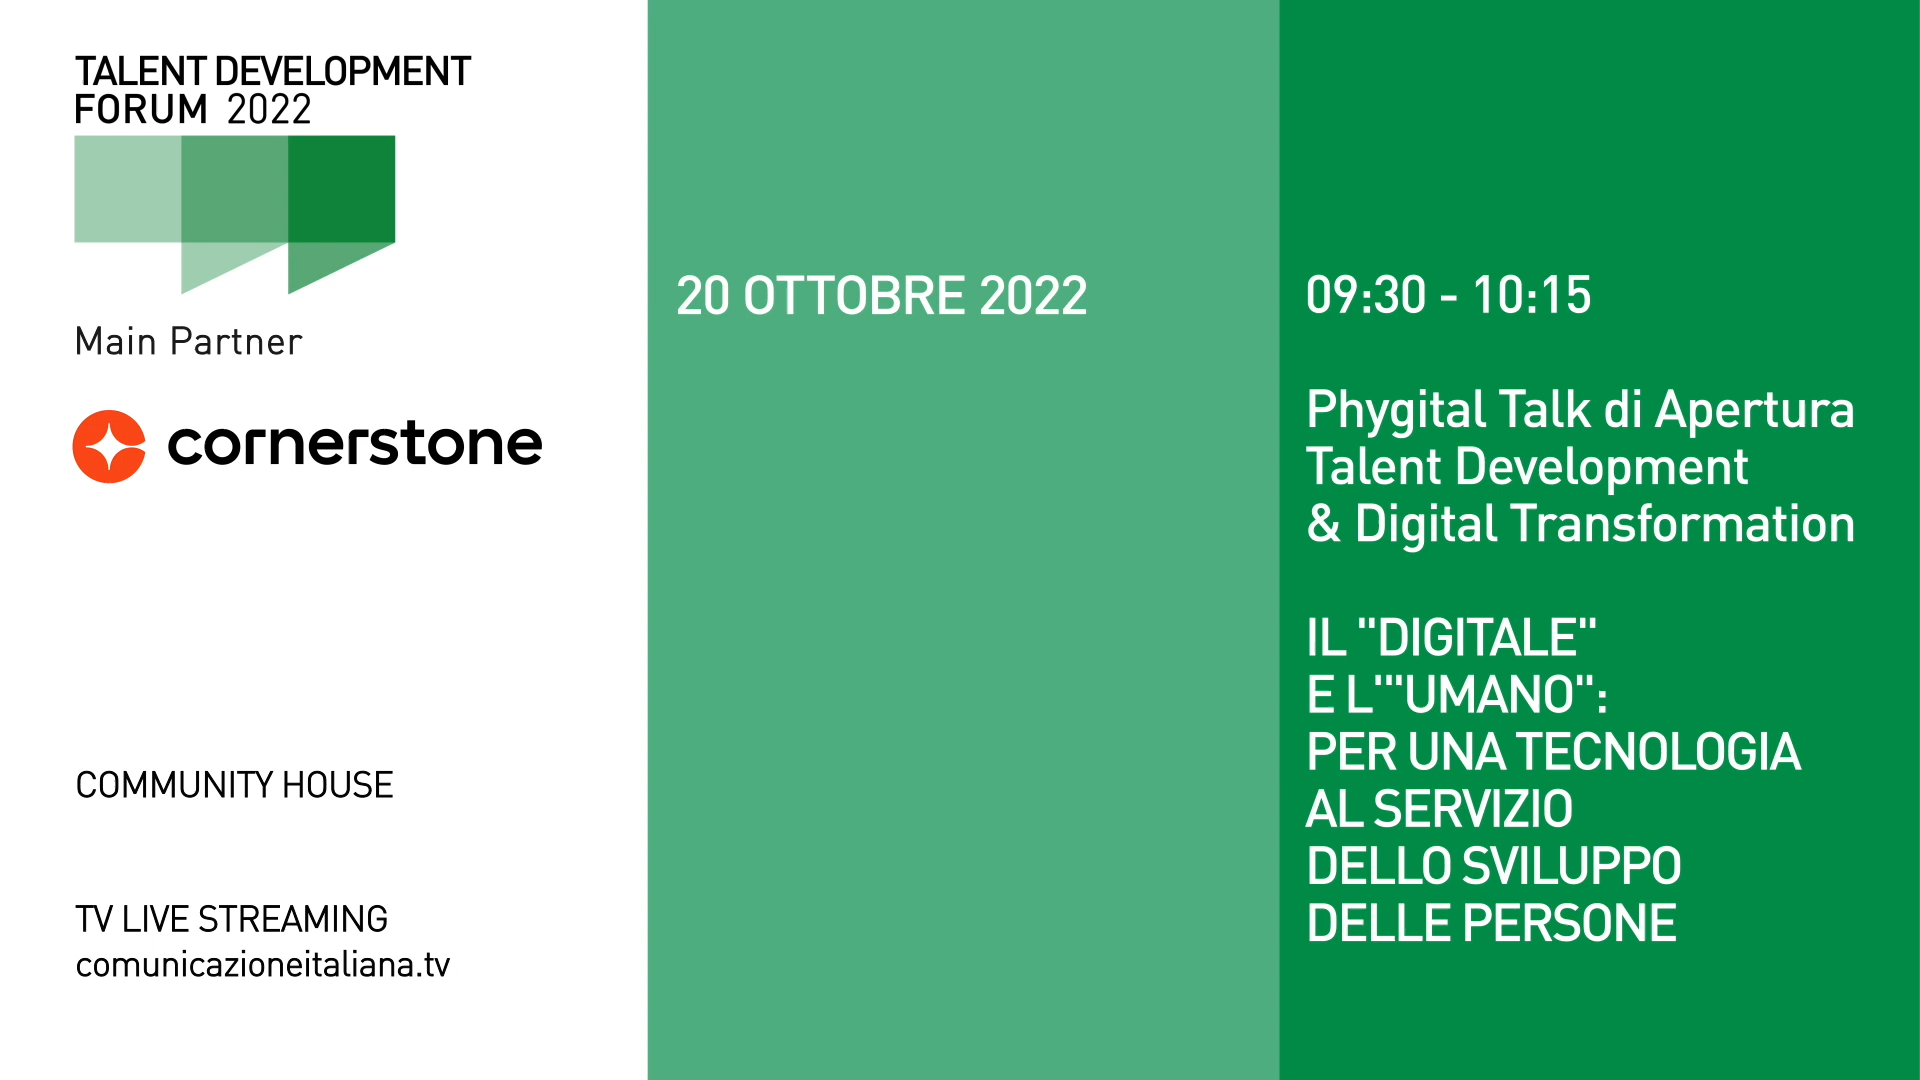 TALENT DEVELOPMENT
FORUM 2022
Main Partner
cornerstone
COMMUNITY HOUSE
TV LIVE STREAMING
comunicazioneitaliana.tv
20 OTTOBRE 2022
09:30 - 10:15
Phygital Talk di Apertura
Talent Development
& Digital Transformation
IL "DIGITALE"
E L'"UMANO":
PER UNA TECNOLOGIA
AL SERVIZIO
DELLO SVILUPPO
DELLE PERSONE